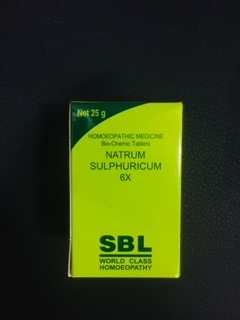 Net 25 g
HOMOEOPATHIC MEDICINE
Bio-Chemic Tablets
NATRUM
SULPHURICUM
6X
SBL
WORLD CLASS
HOMOEOPATHY